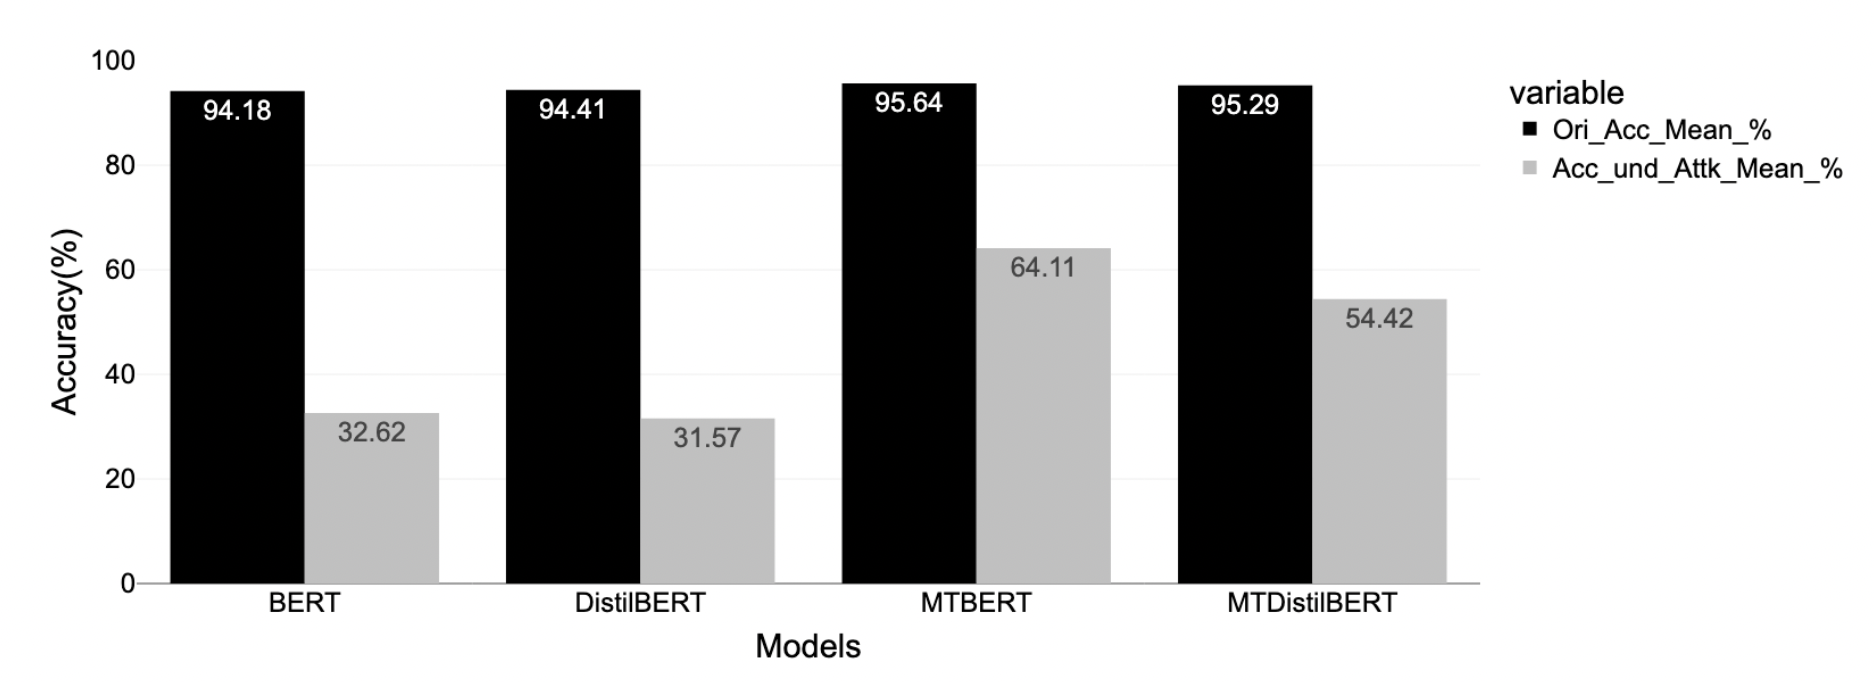 100
80
60
40
20
0
Accuracy(%)
94.18
32.62
94.41
31.57
95.64
64.11
95.29
54.42
BERT
DistilBERT
MTBERT
MTDistilBERT
Models
variable
Ori_Acc_Mean_%
Acc_und_Attk_Mean_%